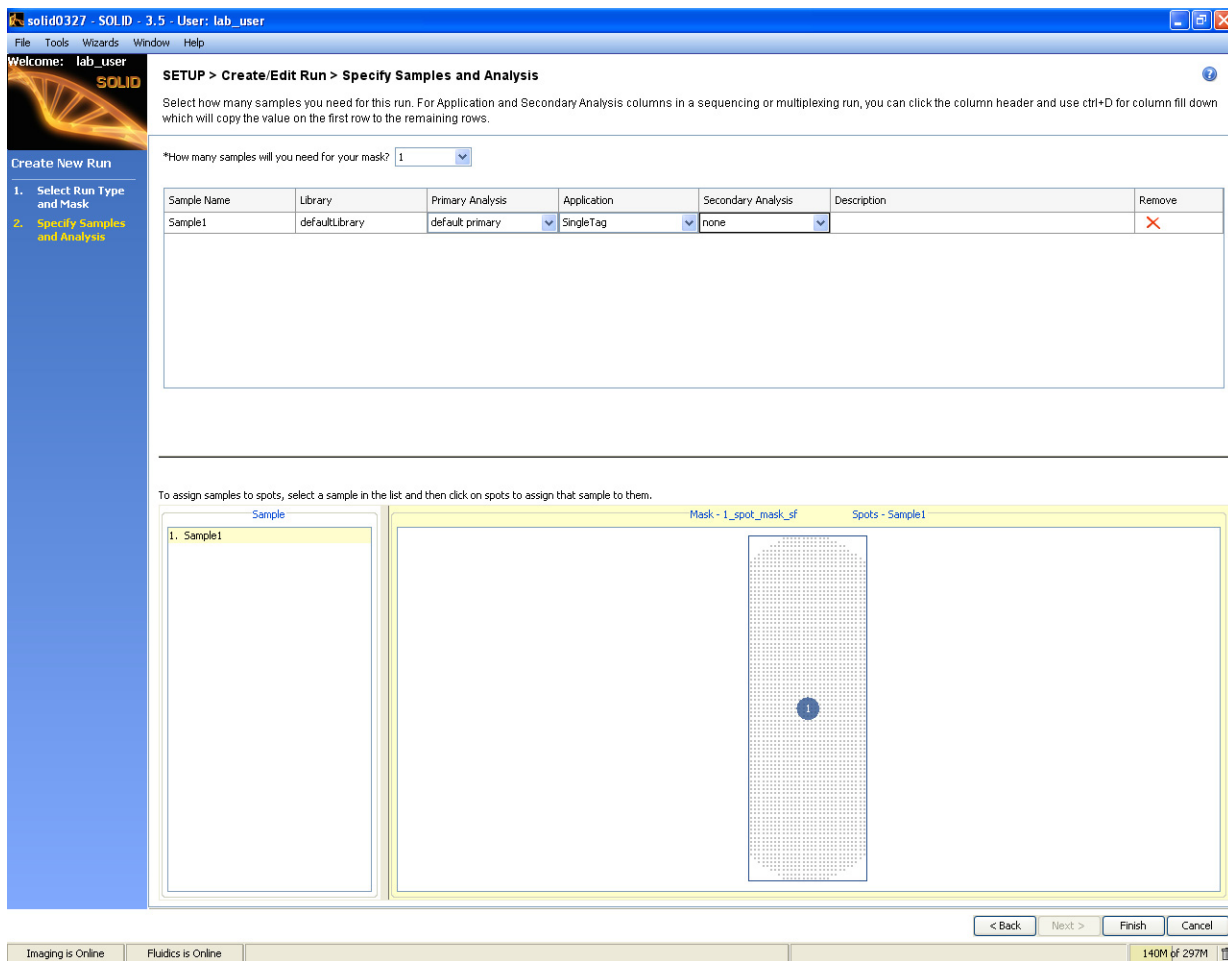 solid0327 - SOLID - 3.5 - User: lab_user
File Tools Wizards Window Help
Welcome: lab_user
SOLID
SETUP > Create/Edit Run > Specify Samples and Analysis
Select how many samples you need for this run. For Application and Secondary Analysis columns in a sequencing or multiplexing run, you can click the column header and use ctrl+D for column fill down
which will copy the value on the first row to the remaining rows.
Create New Run
1. Select Run Type
and Mask
2. Specify Samples
and Analysis
*How many samples will you need for your mask? 1
Sample Name Library Primary Analysis Application Secondary Analysis Description Remove
Sample1 defaultLibrary default primary SingleTag none
To assign samples to spots, select a sample in the list and then click on spots to assign that sample to them.
Sample
1. Sample1
Mask - 1_spot_mask_sf Spots - Sample1
1
< Back Next > Finish Cancel
Imaging is Online Fluidics is Online 140M of 297M